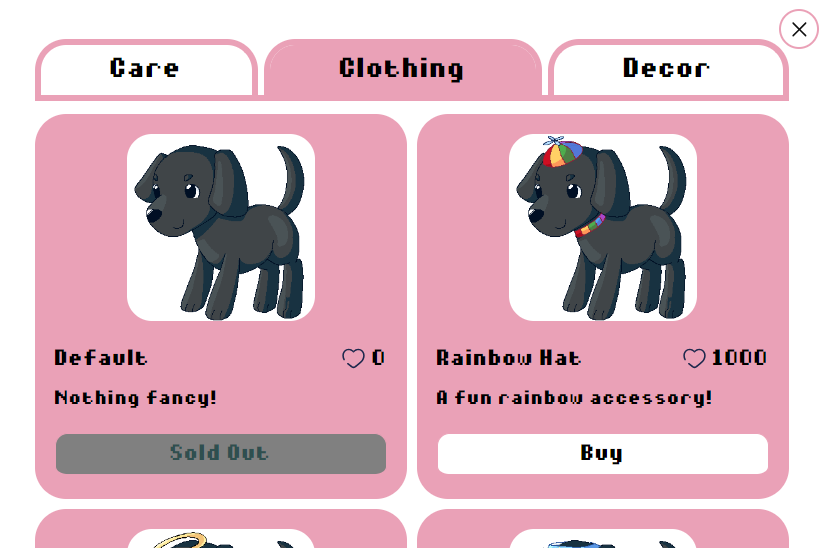 Care
Clothing
Decor
Default
0
Nothing fancy!
Sold Out
Rainbow Hat
1000
A fun rainbow accessory!
Buy